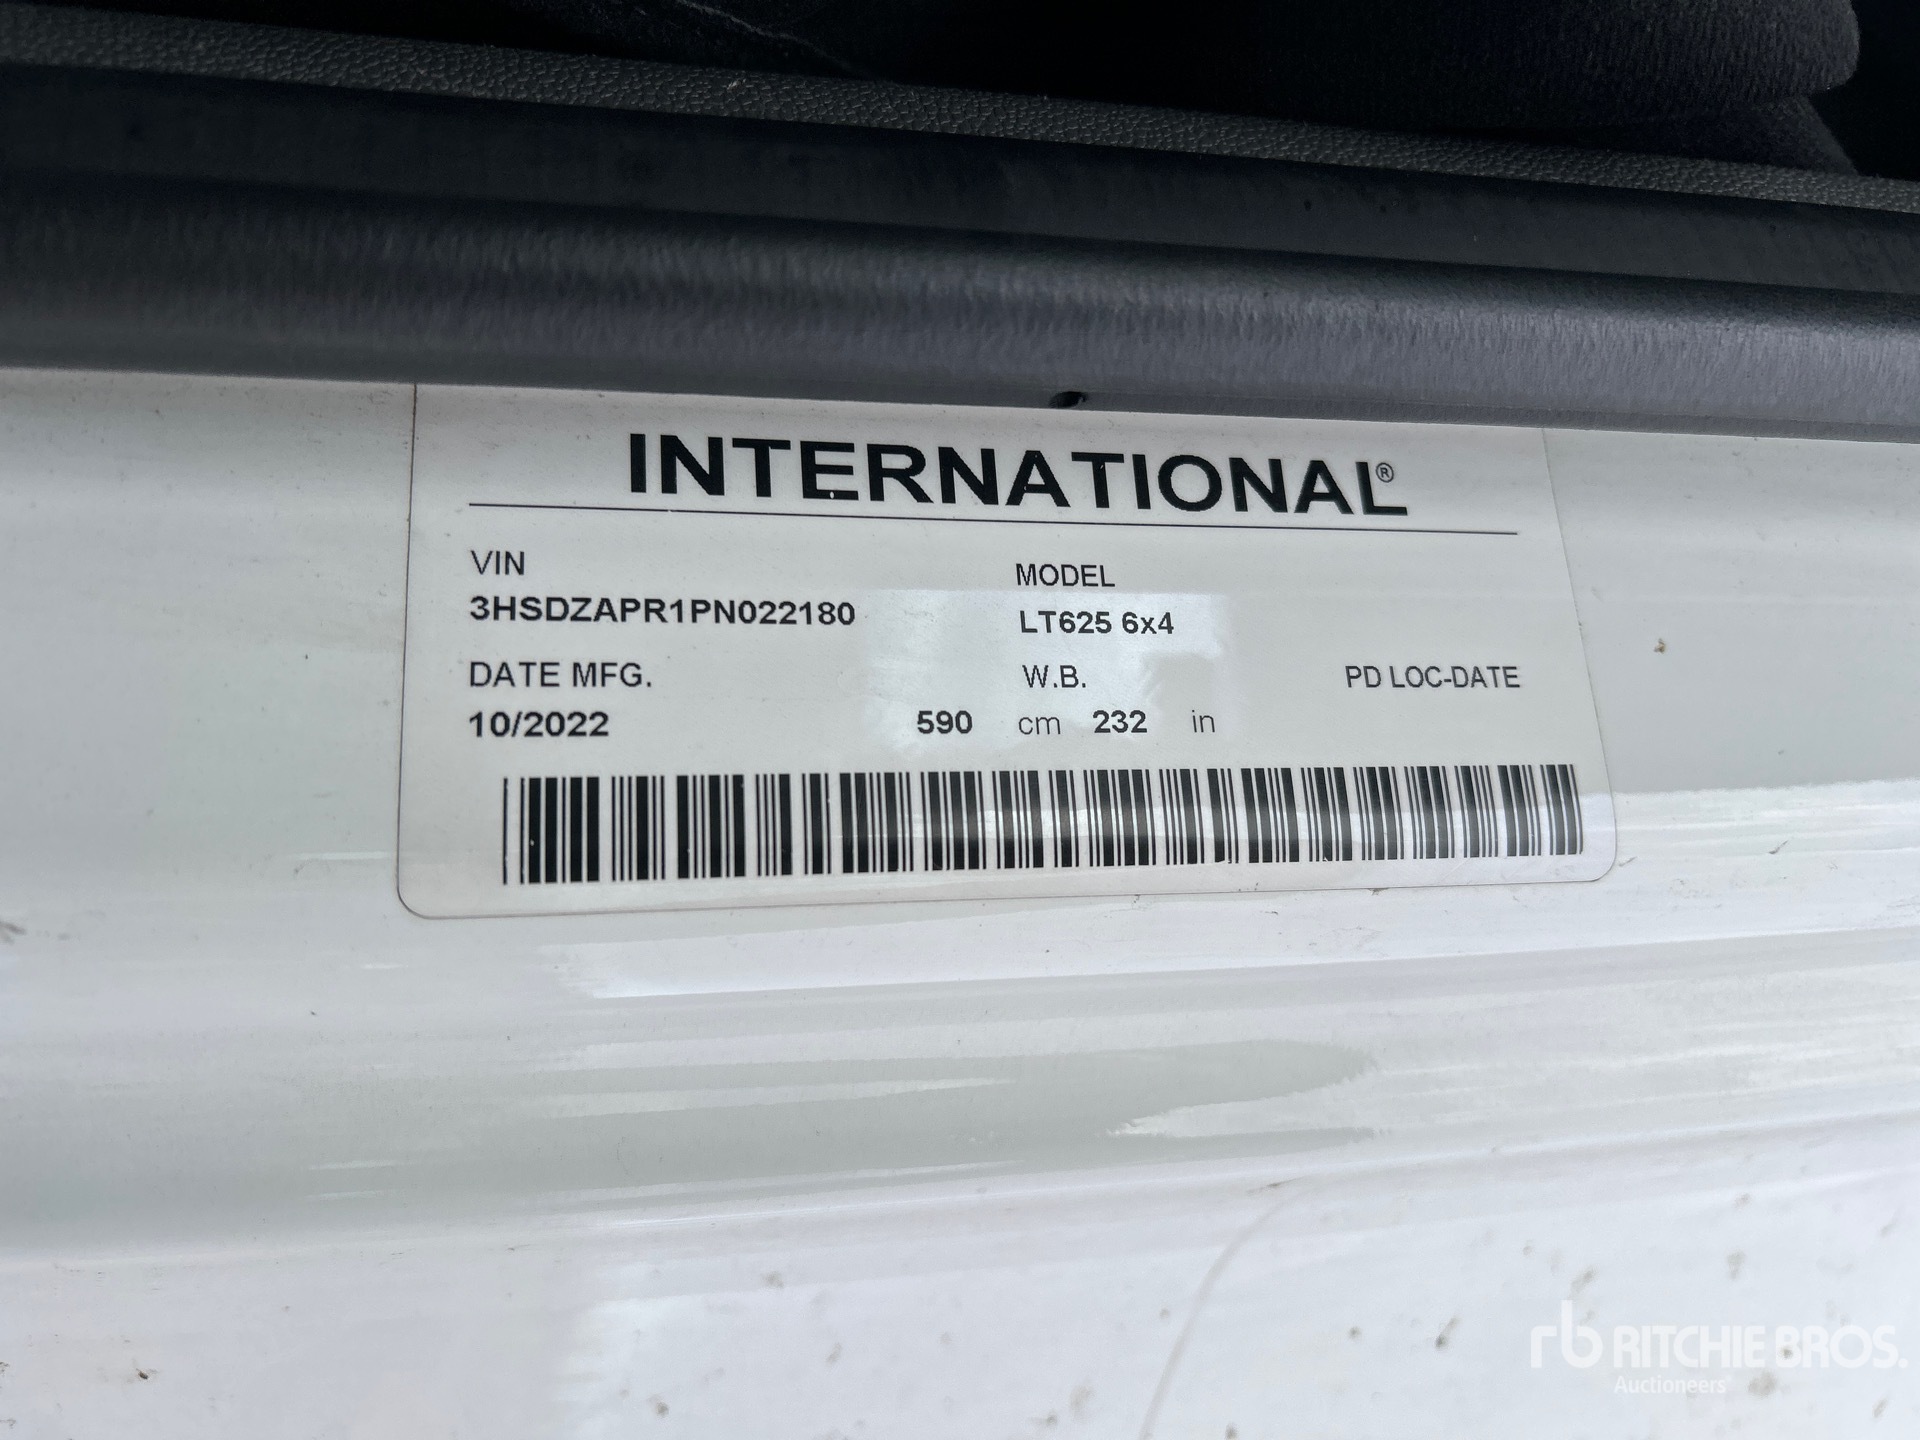 INTERNATIONAL®
VIN
MODEL
3HSDZAPR1PN022180
LT625 6x4
DATE MFG.
W.B.
PD LOC-DATE
10/2022
590 cm 232 in
rb RITCHIE BROS.
Auctioneers